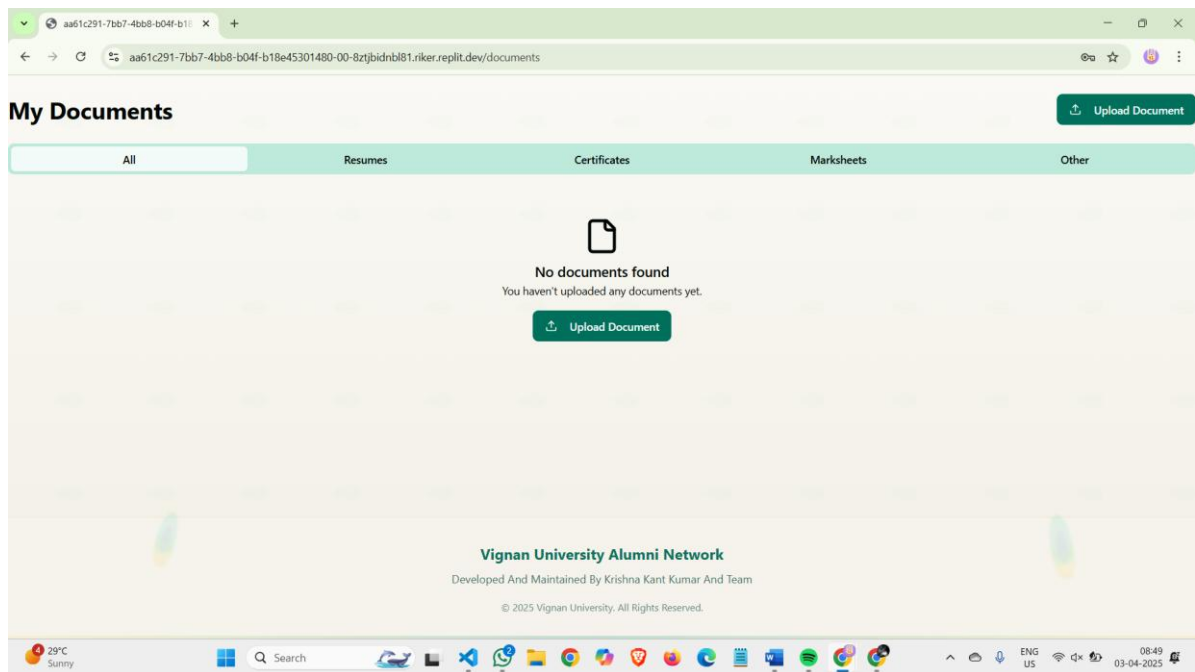 aa61c291-7bb7-4bb8-b04f-b18
aa61c291-7bb7-4bb8-b04f-b18e45301480-00-8ztjbidnbl81.riker.replit.dev/documents
My Documents
Upload Document
All Resumes Certificates Marksheets Other
No documents found
You haven't uploaded any documents yet.
Upload Document
Vignan University Alumni Network
Developed And Maintained By Krishna Kant Kumar And Team
© 2025 Vignan University. All Rights Reserved.
4 29°C
Sunny
Search
2
ENG
US
08:49
03-04-2025